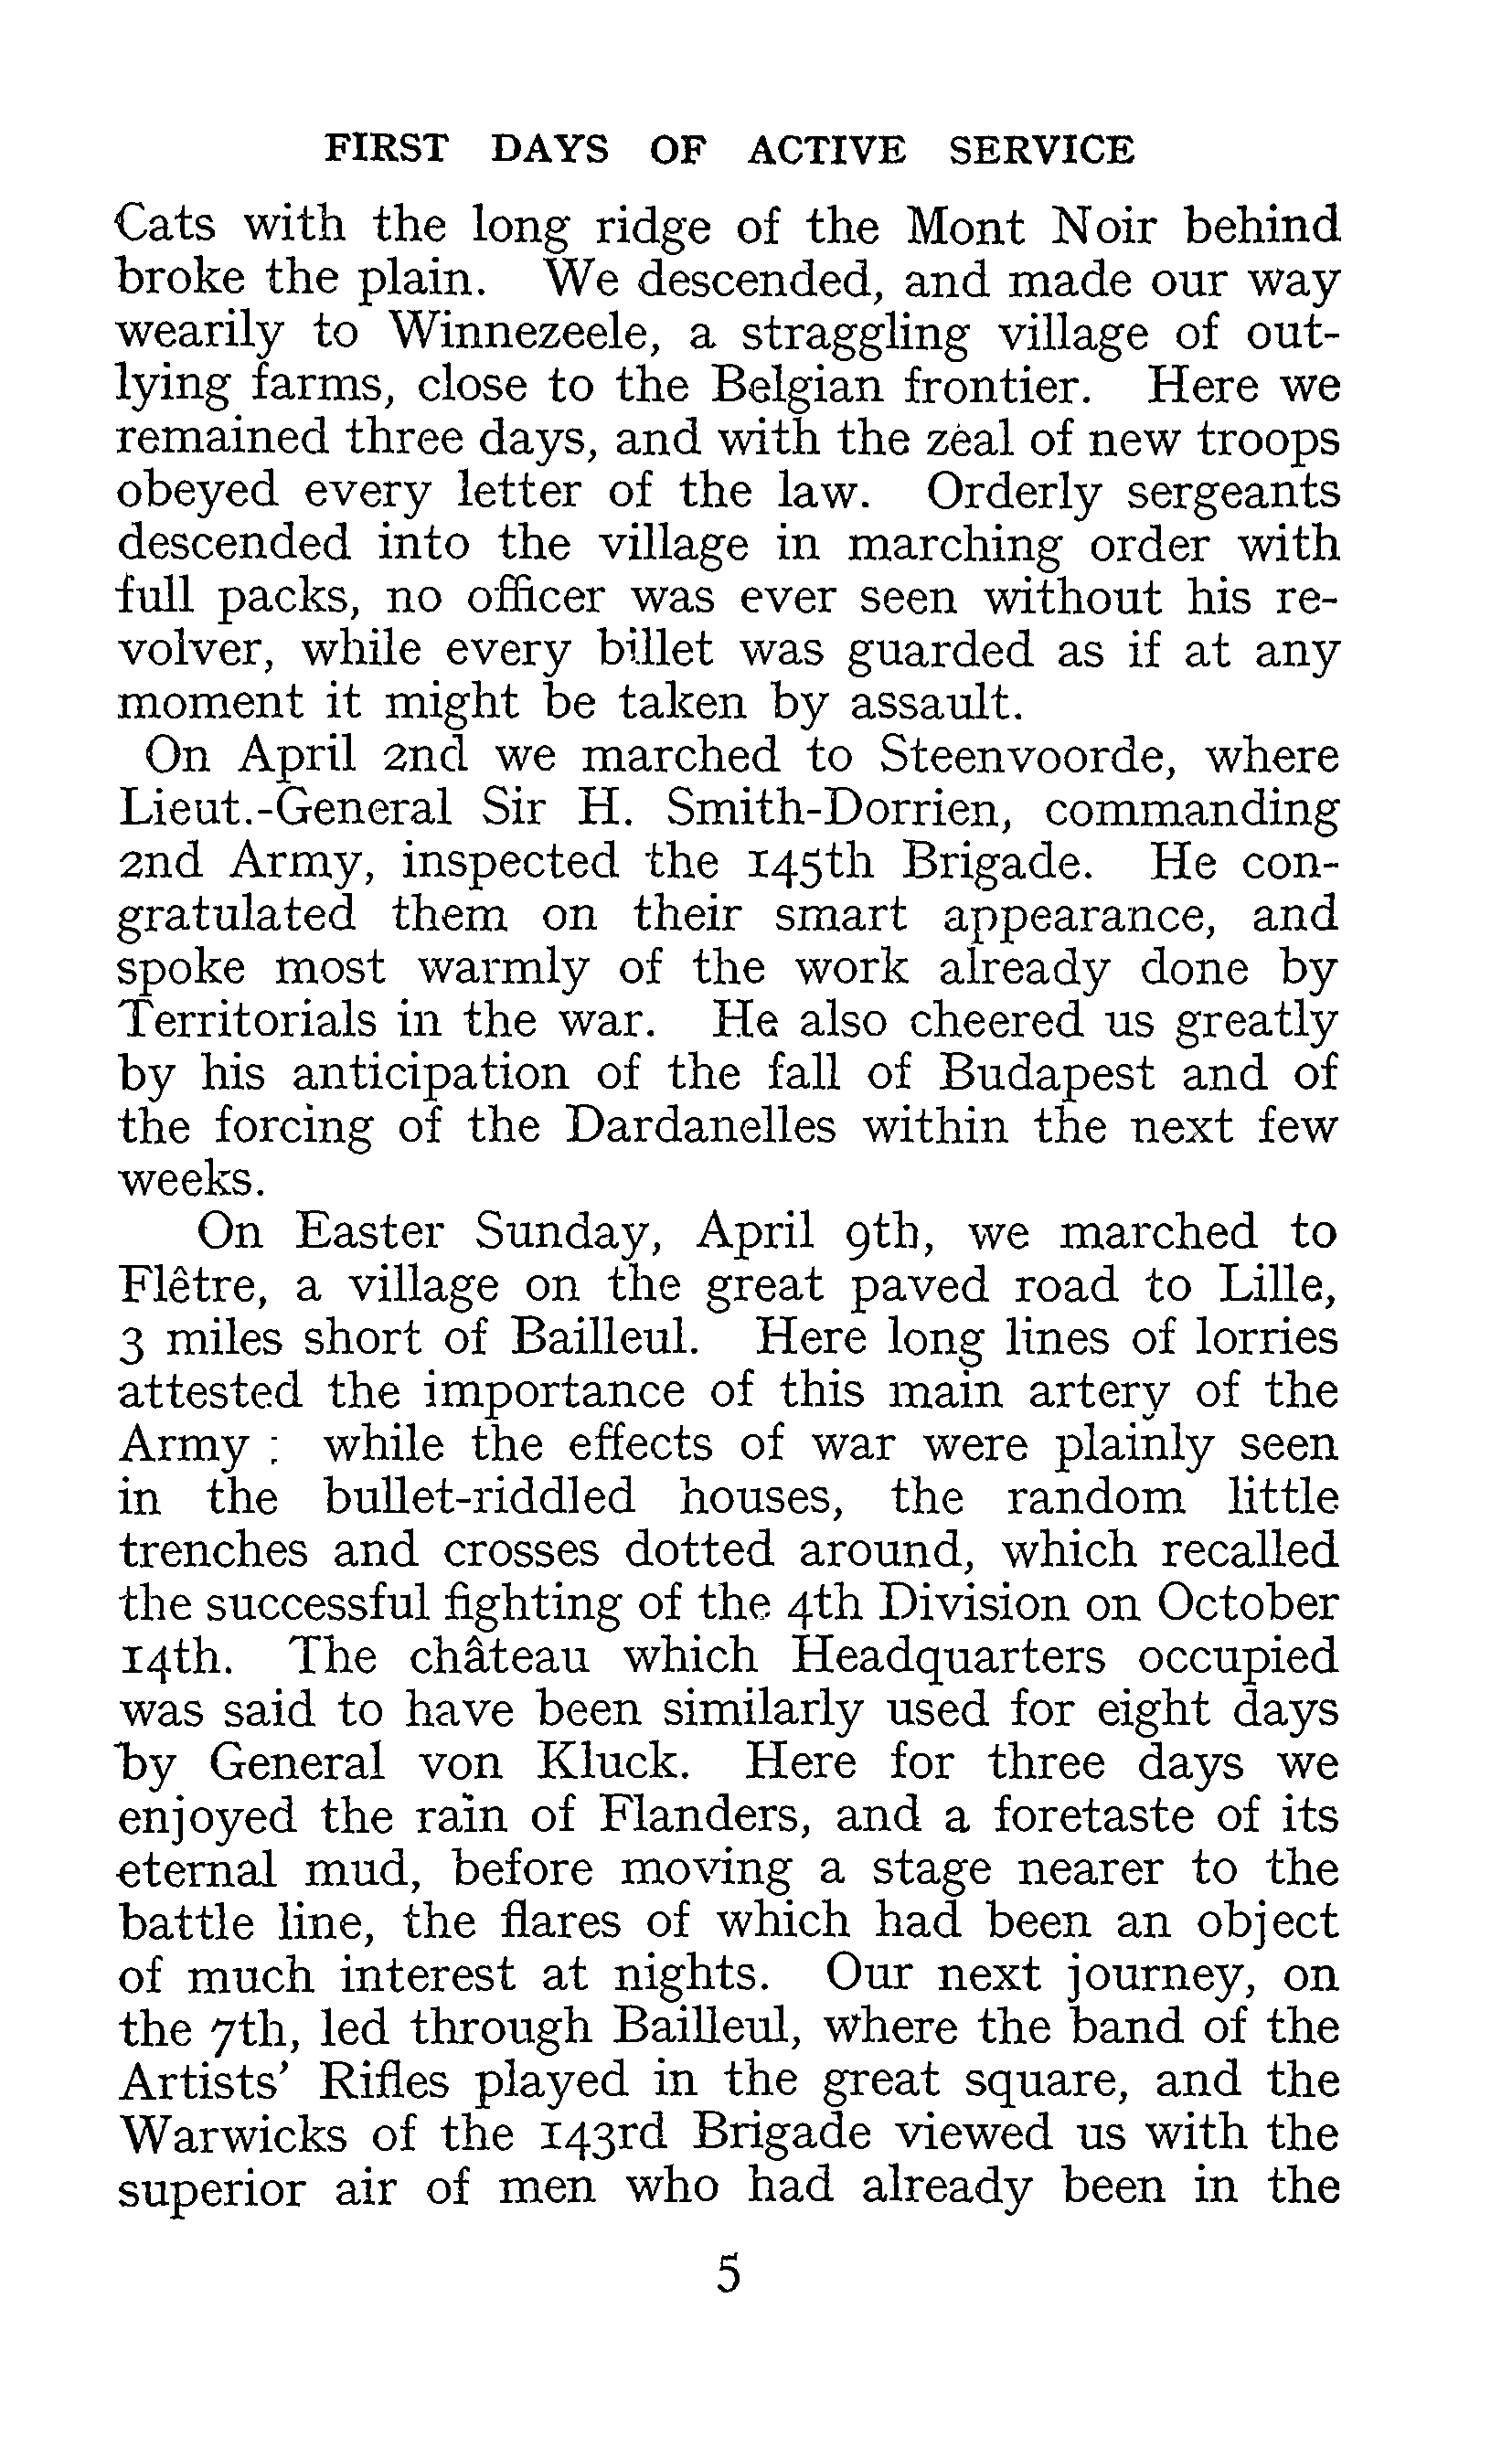 FIRST DAYS OF ACTIVE SERVICE
Cats with the long ridge of the Mont Noir behind
broke the plain. We descended, and made our way
wearily to Winnezeele, a straggling village of out-
lying farms, close to the Belgian frontier. Here we
remained three days, and with the zeal of new troops
obeyed every letter of the law. Orderly sergeants
descended into the village in marching order with
full packs, no officer was ever seen without his re-
volver, while every billet was guarded as if at any
moment it might be taken by assault.
On April 2nd we marched to Steenvoorde, where
Lieut.-General Sir H. Smith-Dorrien, commanding
2nd Army, inspected the 145th Brigade. He con-
gratulated them on their smart appearance, and
spoke most warmly of the work already done by
Territorials in the war. He also cheered us greatly
by his anticipation of the fall of Budapest and of
the forcing of the Dardanelles within the next few
weeks.
On Easter Sunday, April 9th, we marched to
Flêtre, a village on the great paved road to Lille,
3 miles short of Bailleul. Here long lines of lorries
attested the importance of this main artery of the
Army : while the effects of war were plainly seen
in the bullet-riddled houses, the random little
trenches and crosses dotted around, which recalled
the successful fighting of the 4th Division on October
14th. The château which Headquarters occupied
was said to have been similarly used for eight days
by General von Kluck. Here for three days we
enjoyed the rain of Flanders, and a foretaste of its
eternal mud, before moving a stage nearer to the
battle line, the flares of which had been an object
of much interest at nights. Our next journey, on
the 7th, led through Bailleul, where the band of the
Artists' Rifles played in the great square, and the
Warwicks of the 143rd Brigade viewed us with the
superior air of men who had already been in the
5